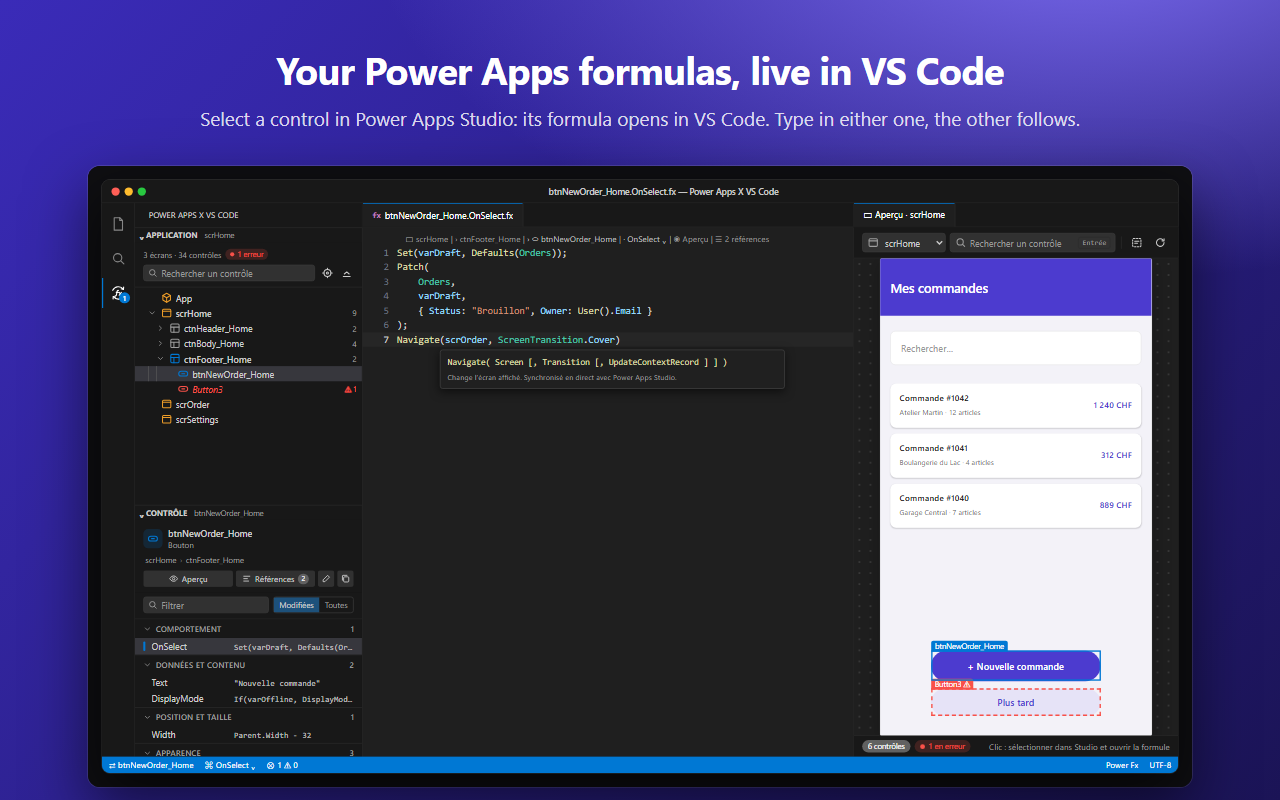 Your Power Apps formulas, live in VS Code
Select a control in Power Apps Studio: its formula opens in VS Code. Type in either one, the other follows.
btnNewOrder_Home.OnSelect.fx — Power Apps X VS Code
POWER APPS X VS CODE
APPLICATION scrHome
3 écrans · 34 contrôles 1 erreur
Rechercher un contrôle
App
scrHome 9
ctnHeader_Home 2
ctnBody_Home 4
ctnFooter_Home 2
btnNewOrder_Home
Button3 1
scrOrder
scrSettings
CONTRÔLE btnNewOrder_Home
btnNewOrder_Home
Bouton
scrHome › ctnFooter_Home
Aperçu Références 2
Filtrer Modifiées Toutes
COMPORTEMENT 1
OnSelect Set(varDraft, Defaults(Or…
DONNÉES ET CONTENU 2
Text "Nouvelle commande"
DisplayMode If(varOffline, DisplayMod…
POSITION ET TAILLE 1
Width Parent.Width - 32
APPARENCE 3
fx btnNewOrder_Home.OnSelect.fx
scrHome | › ctnFooter_Home | › btnNewOrder_Home | · OnSelect | Aperçu | 2 références
1 Set(varDraft, Defaults(Orders));
2 Patch(
3 Orders,
4 varDraft,
5 { Status: "Brouillon", Owner: User().Email }
6 );
7 Navigate(scrOrder, ScreenTransition.Cover)
Navigate( Screen [, Transition [, UpdateContextRecord ] ] )
Change l'écran affiché. Synchronisé en direct avec Power Apps Studio.
Aperçu · scrHome
scrHome Rechercher un contrôle Entrée
Mes commandes
Rechercher...
Commande #1042
Atelier Martin · 12 articles
1 240 CHF
Commande #1041
Boulangerie du Lac · 4 articles
312 CHF
Commande #1040
Garage Central · 7 articles
889 CHF
btnNewOrder_Home
+ Nouvelle commande
Button3
Plus tard
6 contrôles 1 en erreur Clic : sélectionner dans Studio et ouvrir la formule
btnNewOrder_Home OnSelect 1 0 Power Fx UTF-8
1